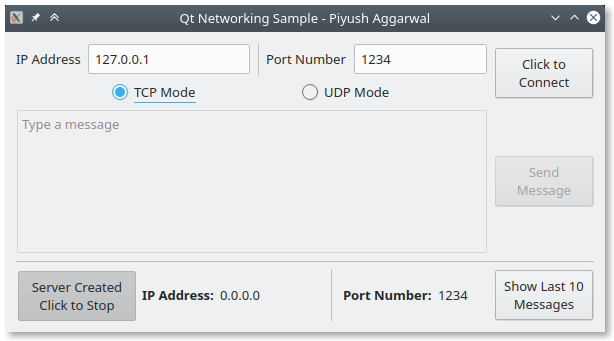 Qt Networking Sample - Piyush Aggarwal
IP Address 127.0.0.1 Port Number 1234
Click to
Connect
TCP Mode UDP Mode
Type a message
Send
Message
Server Created
Click to Stop
IP Address: 0.0.0.0 Port Number: 1234
Show Last 10
Messages